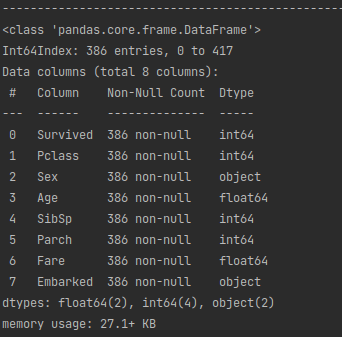 ------------------------------------------------
<class 'pandas.core.frame.DataFrame'>
Int64Index: 386 entries, 0 to 417
Data columns (total 8 columns):
 #   Column    Non-Null Count  Dtype
---  ------    --------------  -----
 0   Survived  386 non-null    int64
 1   Pclass    386 non-null    int64
 2   Sex       386 non-null    object
 3   Age       386 non-null    float64
 4   SibSp     386 non-null    int64
 5   Parch     386 non-null    int64
 6   Fare      386 non-null    float64
 7   Embarked  386 non-null    object
dtypes: float64(2), int64(4), object(2)
memory usage: 27.1+ KB